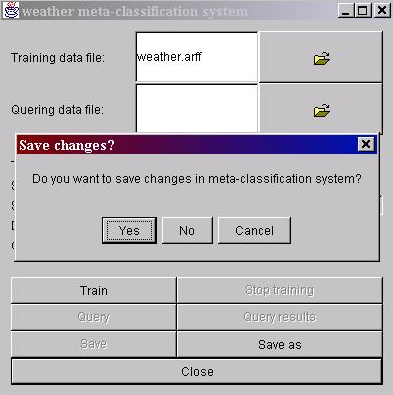 weather meta-classification system
Training data file: weather.arff
Quering data file:
Save changes?
Do you want to save changes in meta-classification system?
Yes No Cancel
Train Stop training
Query Query results
Save Save as
Close